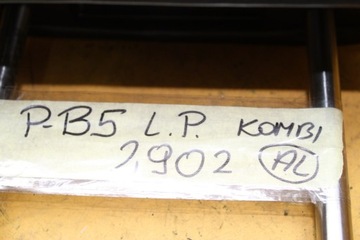 P-B5 L.P. KOMBI
2,902 AL